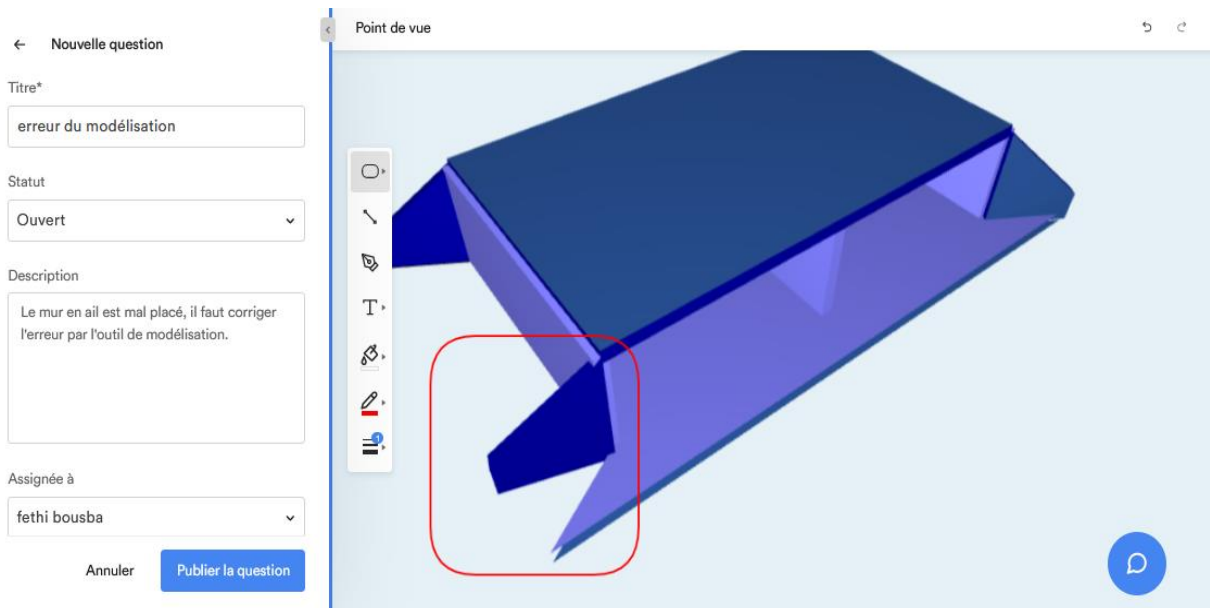 Nouvelle question
Titre*
erreur du modélisation
Statut
Ouvert
Description
Le mur en ail est mal placé, il faut corriger
l'erreur par l'outil de modélisation.
Assignée à
fethi bousba
Annuler
Publier la question
Point de vue
T
1